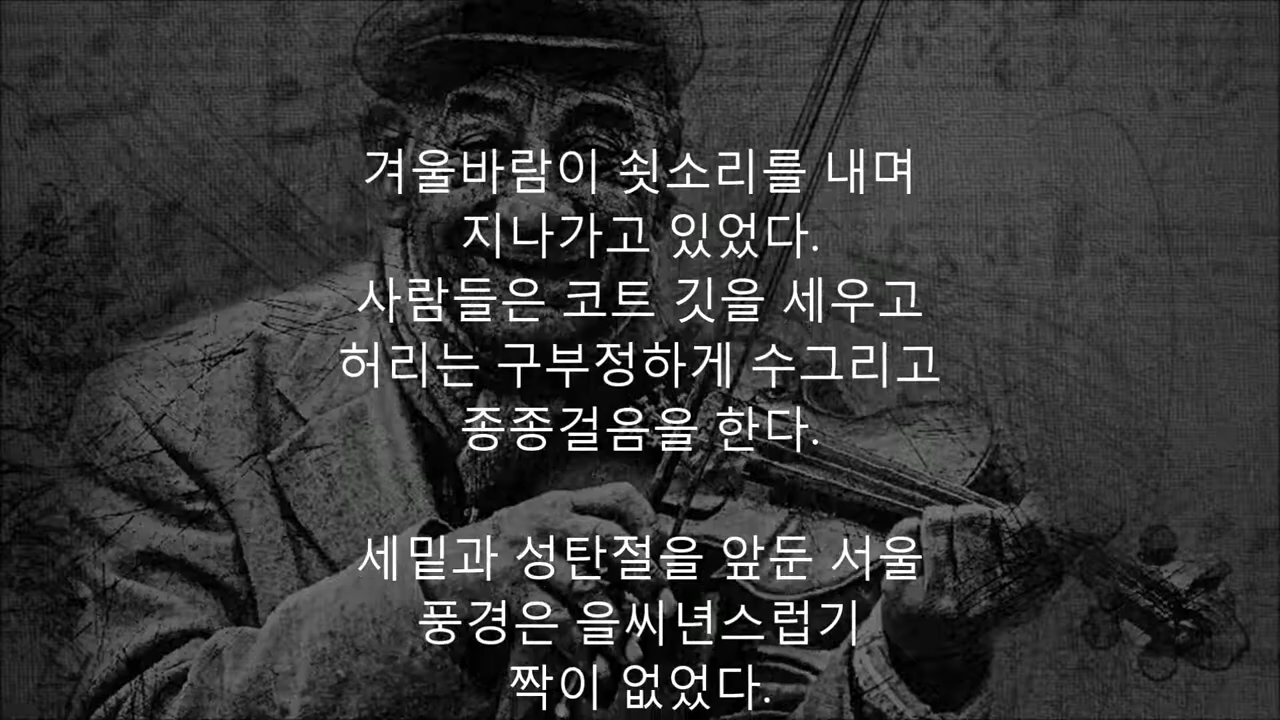 겨울바람이 쇳소리를 내며
지나가고 있었다.
사람들은 코트 깃을 세우고
허리는 구부정하게 수그리고
종종걸음을 한다.
세밑과 성탄절을 앞둔 서울
풍경은 을씨년스럽기
짝이 없었다.